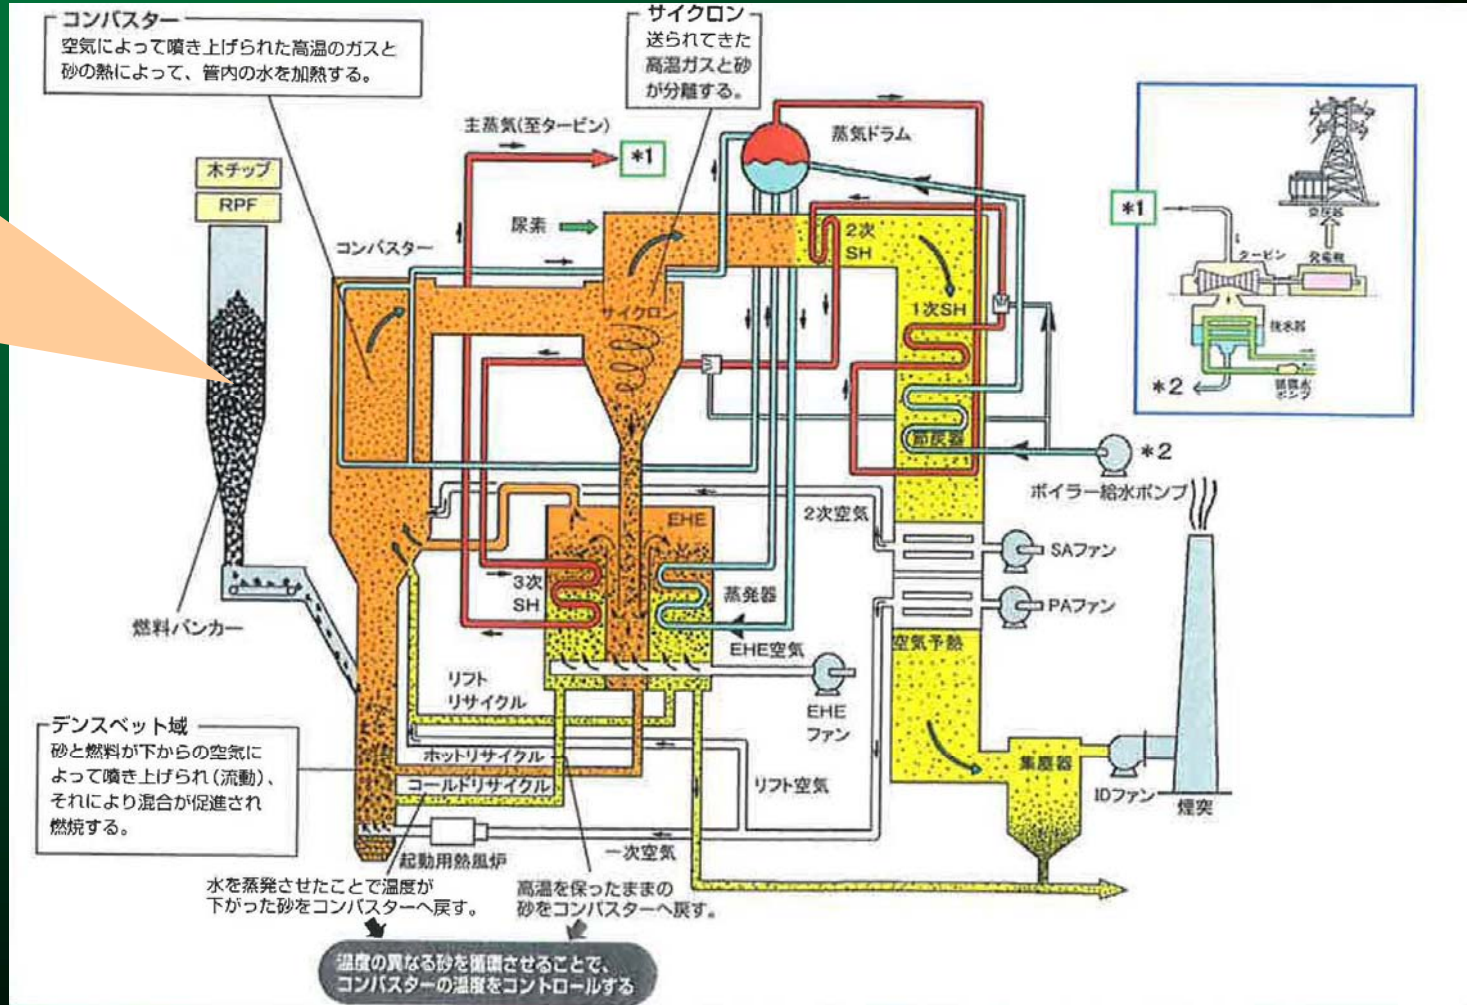 コンバスター
空気によって噴き上げられた高温のガスと
砂の熱によって、管内の水を加熱する。
サイクロン
送られてきた
高温ガスと砂
が分離する。
主蒸気(至タービン)
*1
蒸気ドラム
木チップ
RPF
尿素
コンバスター
サイクロン
2次
SH
1次SH
節炭器
*2
ボイラー給水ポンプ
*1
変圧器
タービン
発電機
復水器
*2
循環水
ポンプ
EHE
2次空気
SAファン
3次
SH
蒸発器
PAファン
燃料バンカー
EHE空気
空気予熱
リフト
リサイクル
EHE
ファン
デンスベット域
砂と燃料が下からの空気に
よって噴き上げられ(流動)、
それにより混合が促進され
燃焼する。
ホットリサイクル
コールドリサイクル
リフト空気
集塵器
IDファン
煙突
起動用熱風炉
一次空気
水を蒸発させたことで温度が
下がった砂をコンバスターへ戻す。
高温を保ったままの
砂をコンバスターへ戻す。
温度の異なる砂を循環させることで、
コンバスターの温度をコントロールする